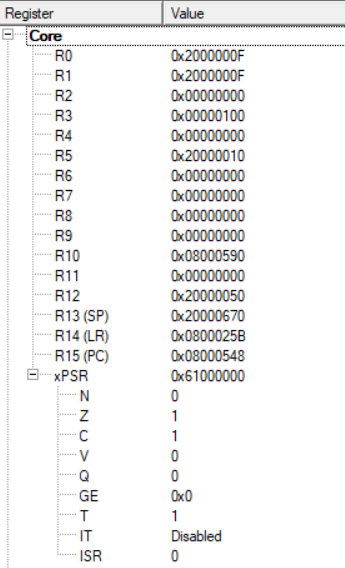 Register Value
Core
R0 0x2000000F
R1 0x2000000F
R2 0x00000000
R3 0x00000100
R4 0x00000000
R5 0x20000010
R6 0x00000000
R7 0x00000000
R8 0x00000000
R9 0x00000000
R10 0x08000590
R11 0x00000000
R12 0x20000050
R13 (SP) 0x20000670
R14 (LR) 0x0800025B
R15 (PC) 0x08000548
xPSR 0x61000000
N 0
Z 1
C 1
V 0
Q 0
GE 0x0
T 1
IT Disabled
ISR 0